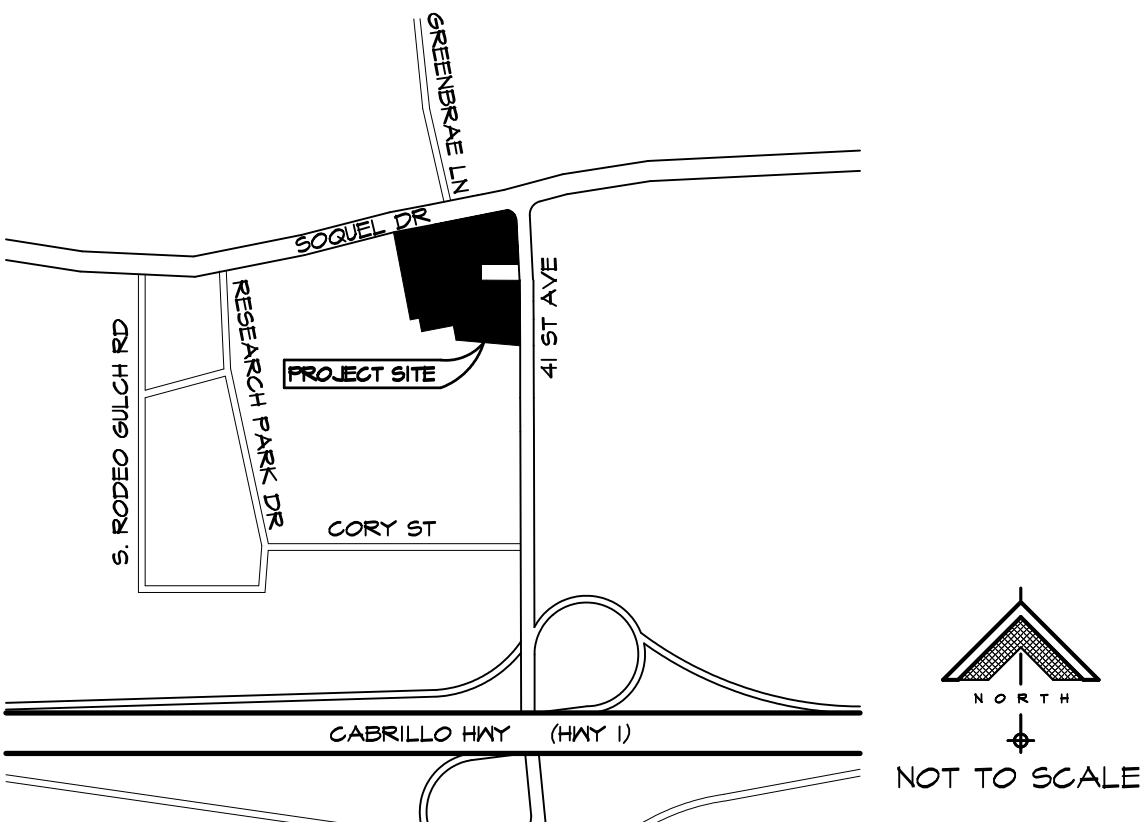 GREENBRAE LN
SOQUEL DR
41 ST AVE
RESEARCH PARK DR
S. RODEO GULCH RD
PROJECT SITE
CORY ST
NORTH
CABRILLO HWY (HWY 1)
NOT TO SCALE